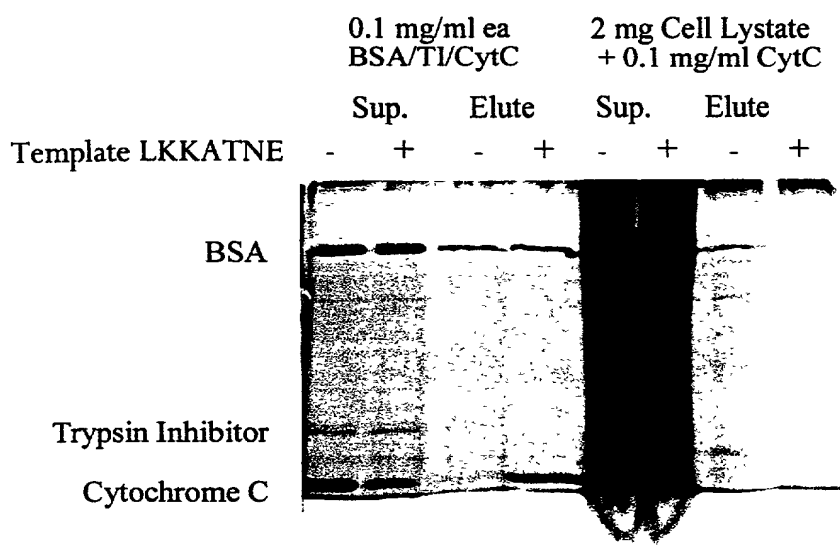 0.1 mg/ml ea 2 mg Cell Lystate
BSA/TI/CytC + 0.1 mg/ml CytC
Sup. Elute Sup. Elute
Template LKKATNE - + - + - + - +
BSA
Trypsin Inhibitor
Cytochrome C